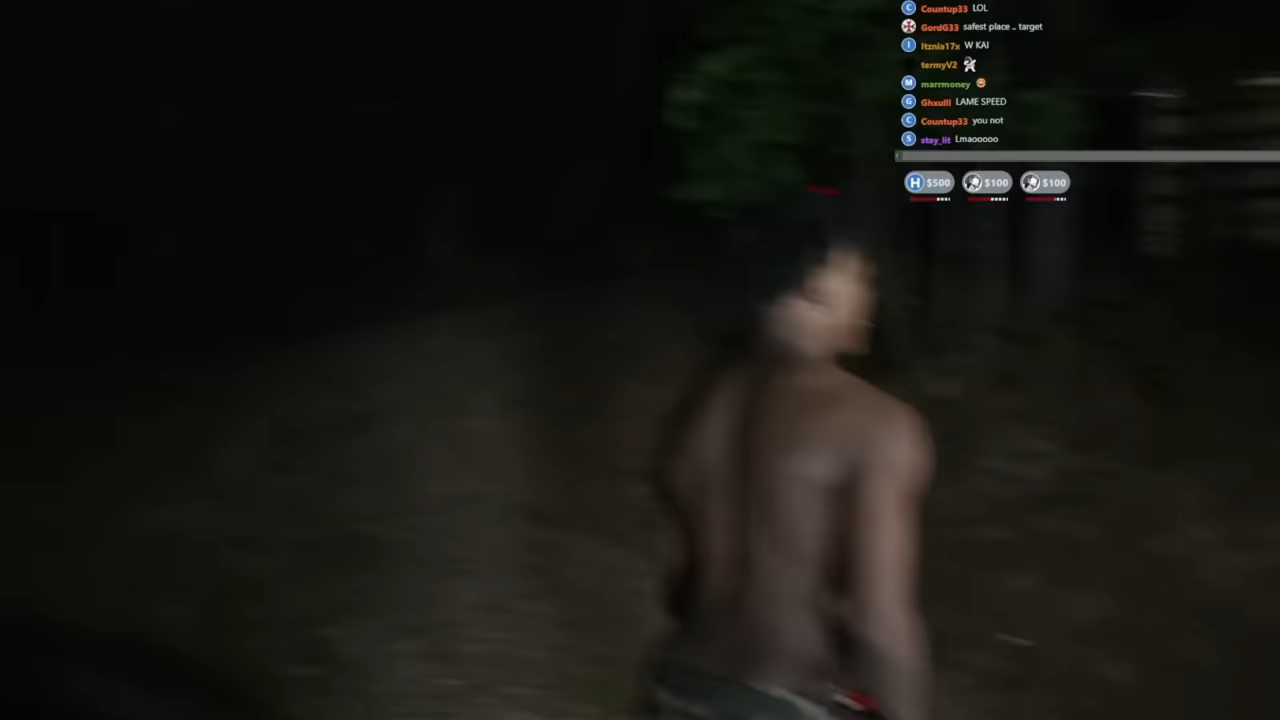 Countup33 LOL
GordG33 safest place .. target
Itznia17x W KAI
termyV2
marrmoney
Ghxulll LAME SPEED
Countup33 you not
stay_lit Lmaooooo
H $500 $100 $100